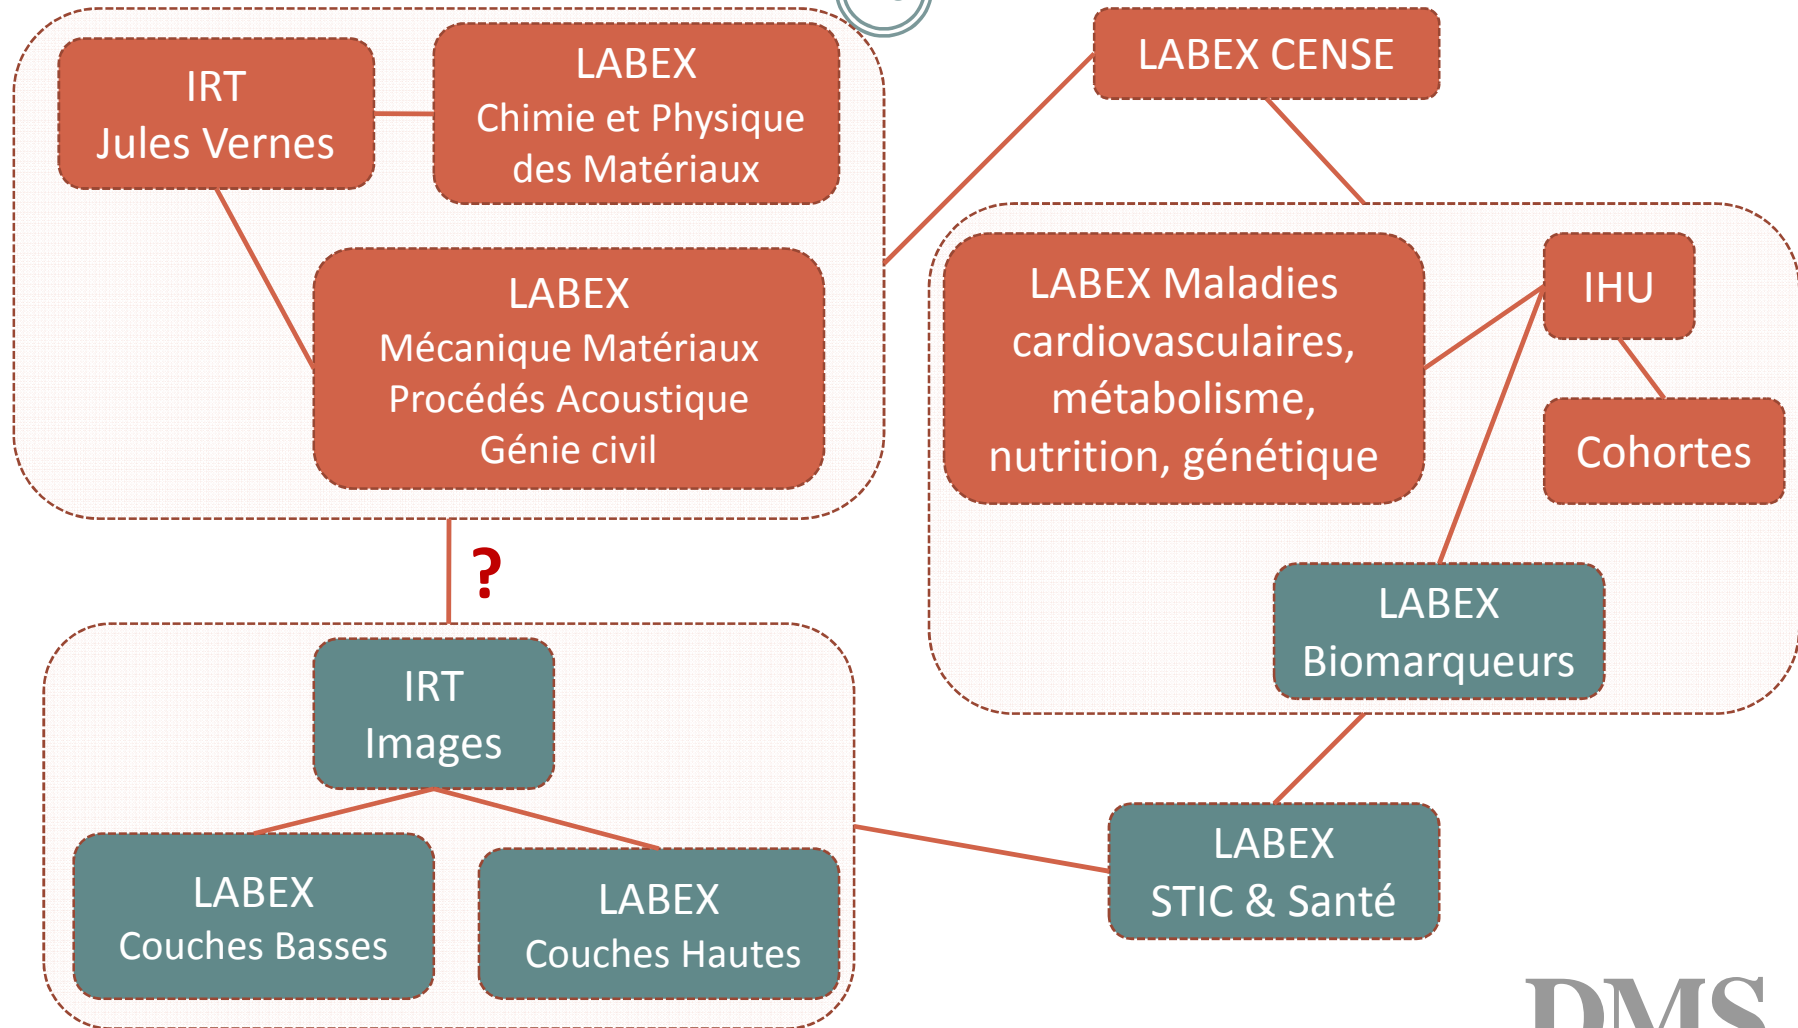 IRT
Jules Vernes
LABEX
Chimie et Physique
des Matériaux
LABEX
Mécanique Matériaux
Procédés Acoustique
Génie civil
LABEX CENSE
LABEX Maladies
cardiovasculaires,
métabolisme,
nutrition, génétique
IHU
Cohortes
LABEX
Biomarqueurs
?
IRT
Images
LABEX
Couches Basses
LABEX
Couches Hautes
LABEX
STIC & Santé
DMS